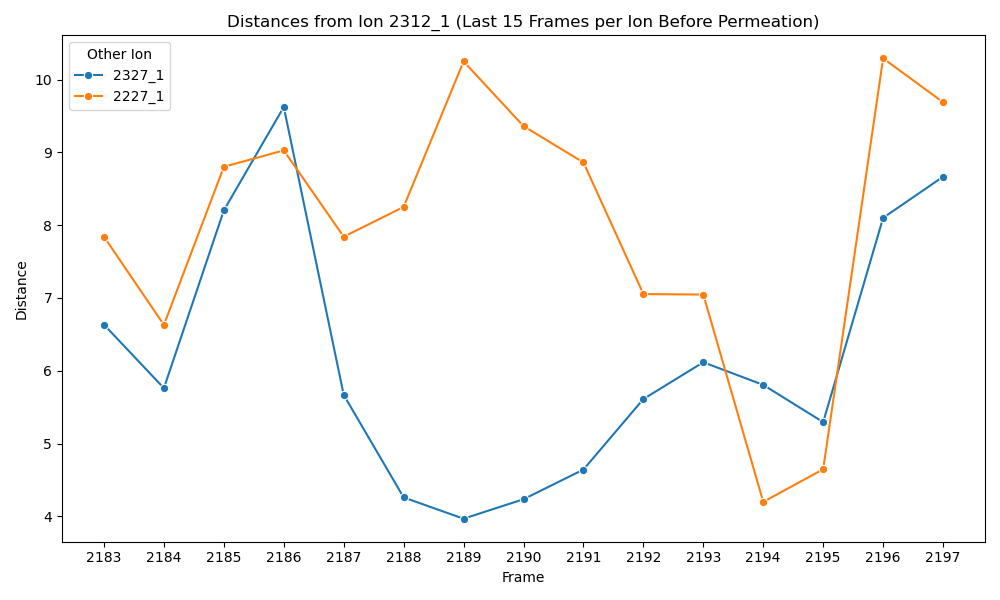 Distances from Ion 2312_1 (Last 15 Frames per Ion Before Permeation)
Other Ion
2327_1
2227_1
Distance
10
9
8
7
6
5
4
2183 2184 2185 2186 2187 2188 2189 2190 2191 2192 2193 2194 2195 2196 2197
Frame